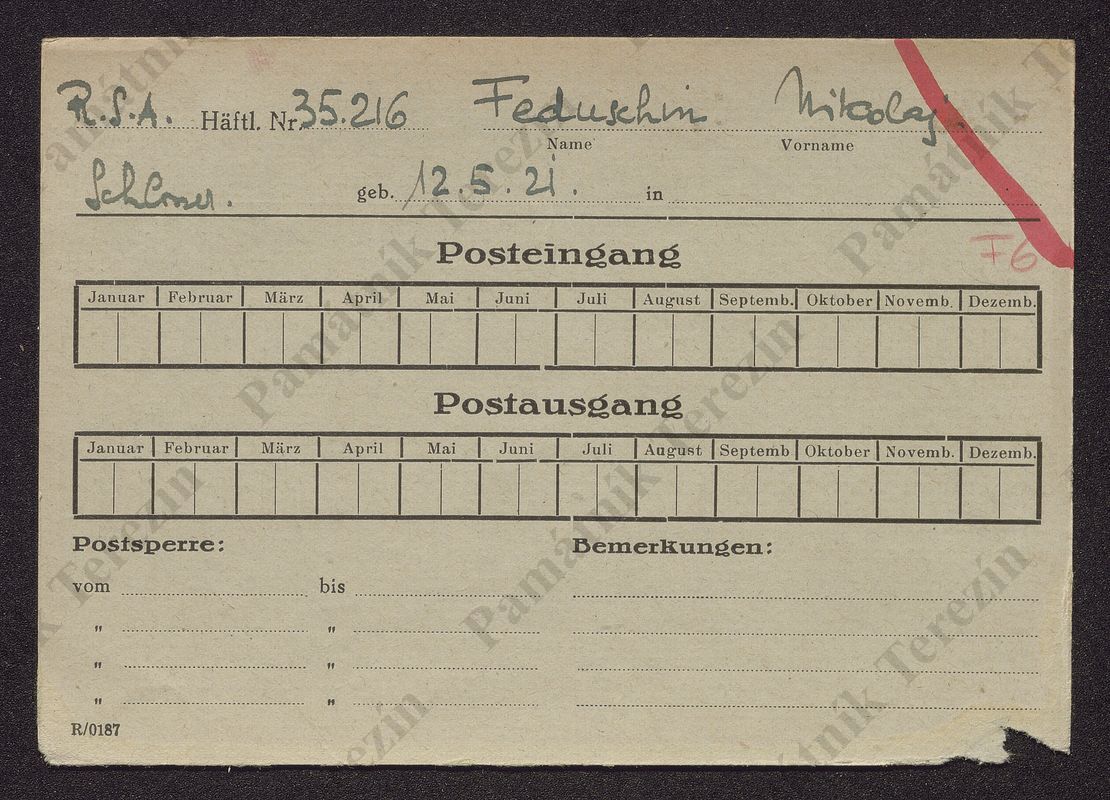 R.S.A. Häftl. Nr. 35.216 Feduschin Nikolaj.
Name Vorname
Schlosser. geb. 12.5.21. in
F6
Posteingang
Januar Februar März April Mai Juni Juli August Septemb. Oktober Novemb. Dezemb.
Postausgang
Januar Februar März April Mai Juni Juli August Septemb Oktober Novemb. Dezemb.
Postsperre: Bemerkungen:
vom bis
" "
" "
" "
R/0187
Památník Terezín